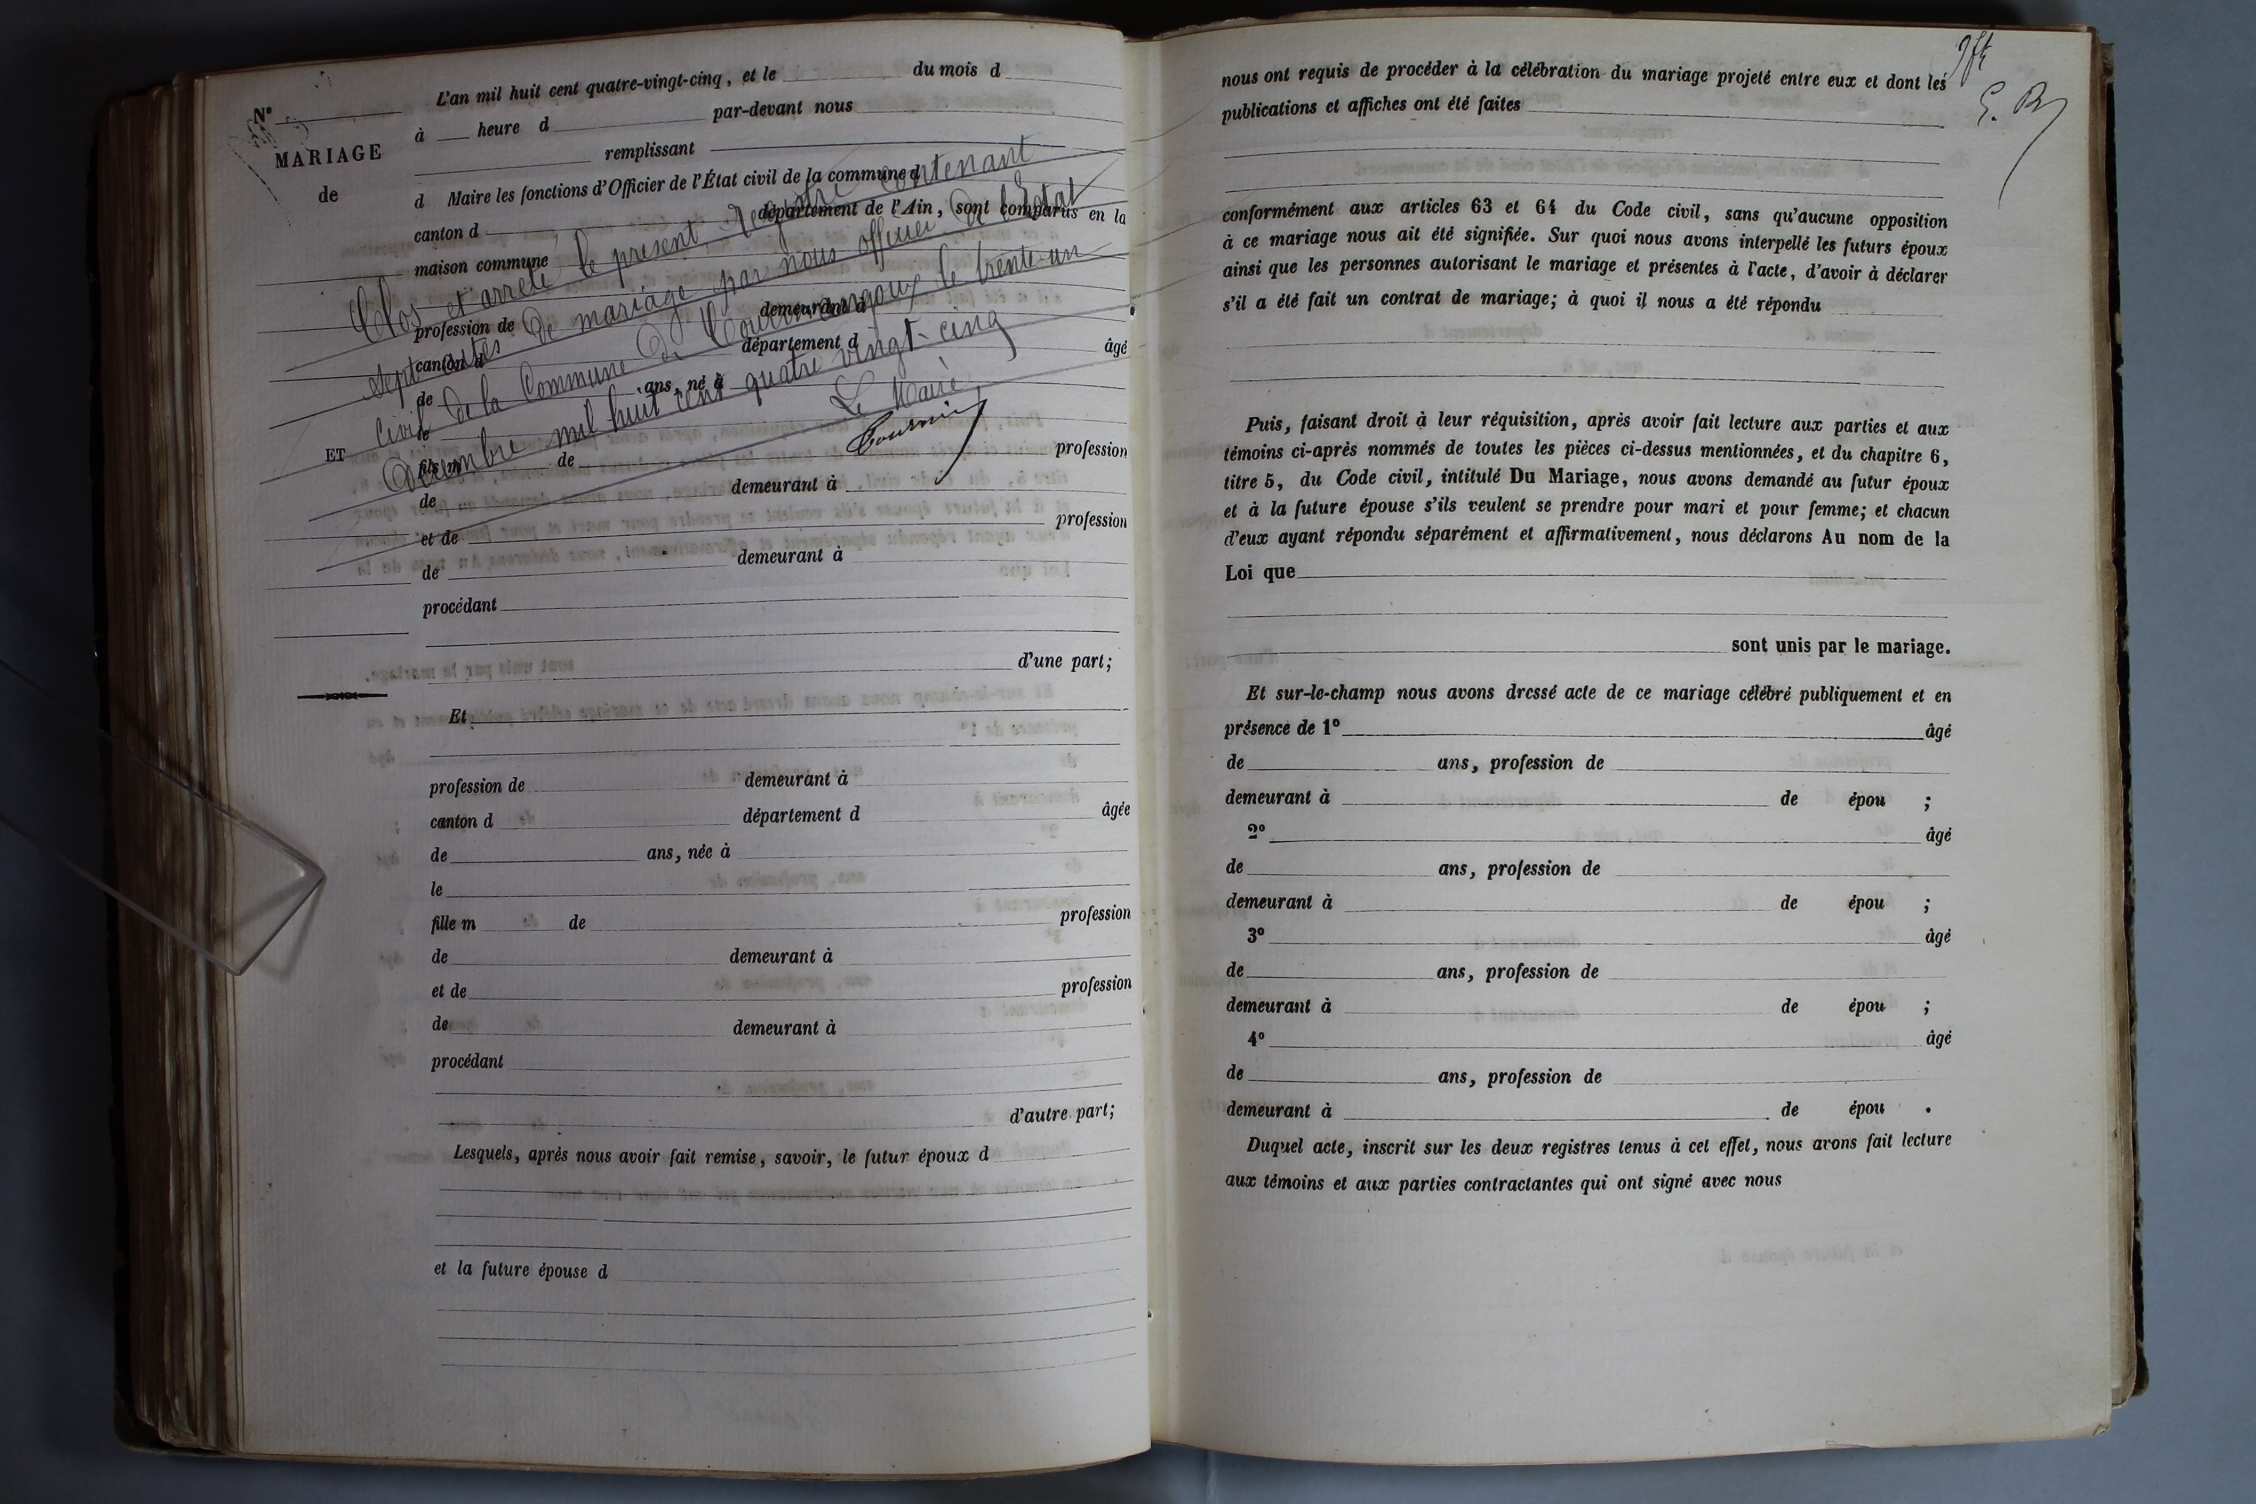 N°
MARIAGE
de
ET
L'an mil huit cent quatre-vingt-cinq, et le du mois d
à heure d par-devant nous
remplissant
d Maire les fonctions d'Officier de l'État civil de la commune d
canton d département de l'Ain, sont comparus en la
maison commune
profession de demeurant à
canton d département d âgé
de ans, né à
le
fils m de profession
de demeurant à
et de profession
de demeurant à
procédant
d'une part;
Clos et arrêté le présent Registre contenant
Sept actes de mariage par nous officier de l'Etat
civil de la Commune de le trente-un
Décembre mil huit cent quatre vingt-cinq
Le Maire
Et
profession de demeurant à
canton d département d âgée
de ans, née à
le
fille m de profession
de demeurant à
et de profession
de demeurant à
procédant
d'autre part;
Lesquels, après nous avoir fait remise, savoir, le futur époux d
et la future épouse d
nous ont requis de procéder à la célébration du mariage projeté entre eux et dont les
publications et affiches ont été faites
conformément aux articles 63 et 64 du Code civil, sans qu'aucune opposition
à ce mariage nous ait été signifiée. Sur quoi nous avons interpellé les futurs époux
ainsi que les personnes autorisant le mariage et présentes à l'acte, d'avoir à déclarer
s'il a été fait un contrat de mariage; à quoi il nous a été répondu
Puis, faisant droit à leur réquisition, après avoir fait lecture aux parties et aux
témoins ci-après nommés de toutes les pièces ci-dessus mentionnées, et du chapitre 6,
titre 5, du Code civil, intitulé Du Mariage, nous avons demandé au futur époux
et à la future épouse s'ils veulent se prendre pour mari et pour femme; et chacun
d'eux ayant répondu séparément et affirmativement, nous déclarons Au nom de la
Loi que
sont unis par le mariage.
Et sur-le-champ nous avons dressé acte de ce mariage célébré publiquement et en
présence de 1° âgé
de ans, profession de
demeurant à de épou ;
2° âgé
de ans, profession de
demeurant à de épou ;
3° âgé
de ans, profession de
demeurant à de épou ;
4° âgé
de ans, profession de
demeurant à de épou .
Duquel acte, inscrit sur les deux registres tenus à cet effet, nous avons fait lecture
aux témoins et aux parties contractantes qui ont signé avec nous